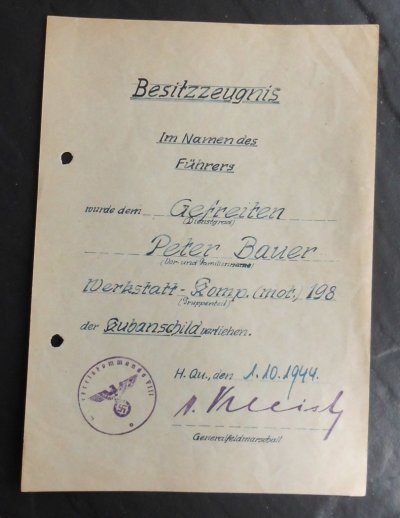 Besitzzeugnis
Im Namen des
Führers
wurde dem Gefreiten
(Dienstgrad)
Peter Bauer
(Vor- und Familienname)
Werkstatt-Komp. (mot.) 198
(Truppenteil)
der Kubanschild verliehen.
H. Qu., den 1.10.1944.
v. Kleist
Generalfeldmarschall